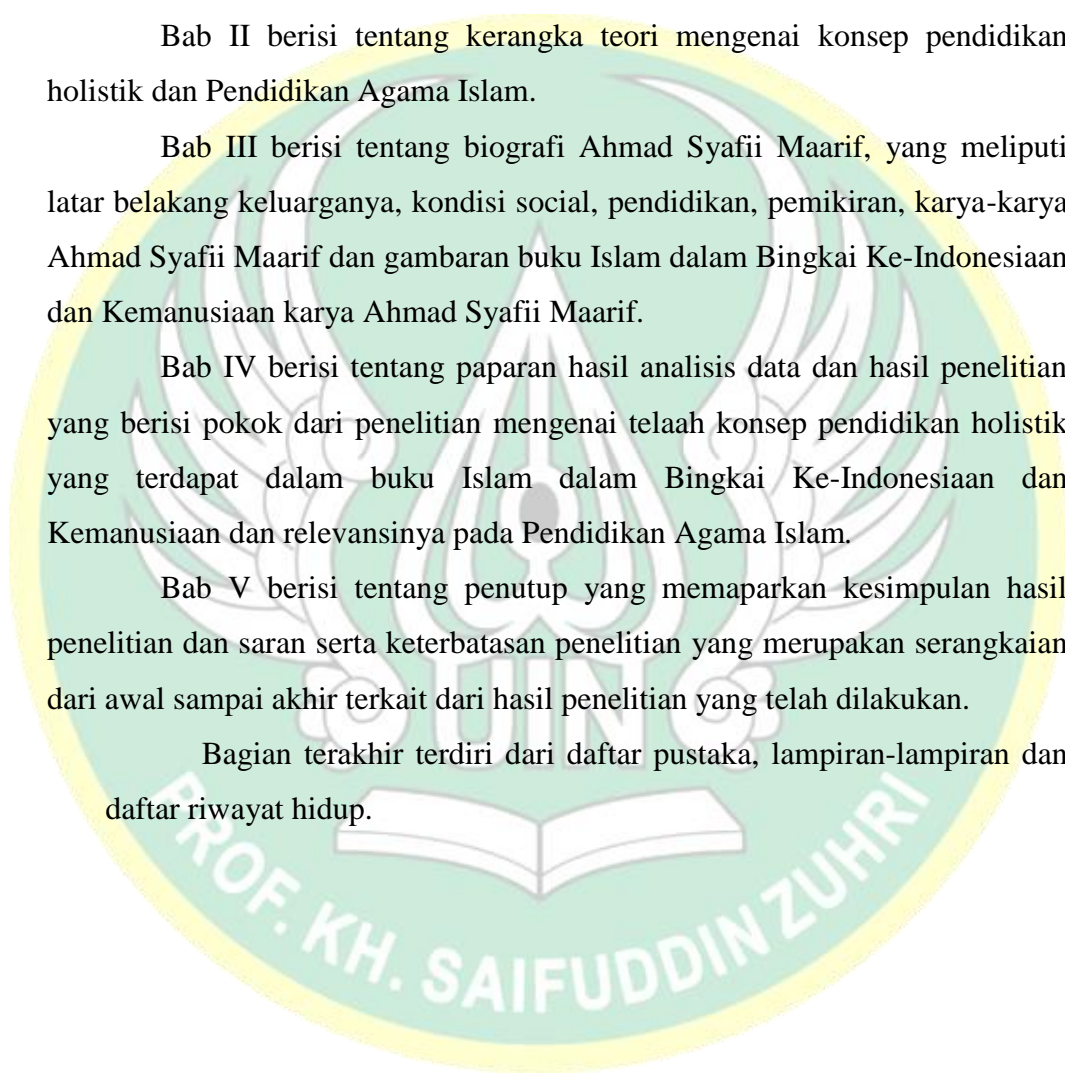 Bab II berisi tentang kerangka teori mengenai konsep pendidikan
holistik dan Pendidikan Agama Islam.
Bab III berisi tentang biografi Ahmad Syafii Maarif, yang meliputi
latar belakang keluarganya, kondisi social, pendidikan, pemikiran, karya-karya
Ahmad Syafii Maarif dan gambaran buku Islam dalam Bingkai Ke-Indonesiaan
dan Kemanusiaan karya Ahmad Syafii Maarif.
Bab IV berisi tentang paparan hasil analisis data dan hasil penelitian
yang berisi pokok dari penelitian mengenai telaah konsep pendidikan holistik
yang terdapat dalam buku Islam dalam Bingkai Ke-Indonesiaan dan
Kemanusiaan dan relevansinya pada Pendidikan Agama Islam.
Bab V berisi tentang penutup yang memaparkan kesimpulan hasil
penelitian dan saran serta keterbatasan penelitian yang merupakan serangkaian
dari awal sampai akhir terkait dari hasil penelitian yang telah dilakukan.
Bagian terakhir terdiri dari daftar pustaka, lampiran-lampiran dan
daftar riwayat hidup.
UIN
PROF. KH. SAIFUDDIN ZUHRI